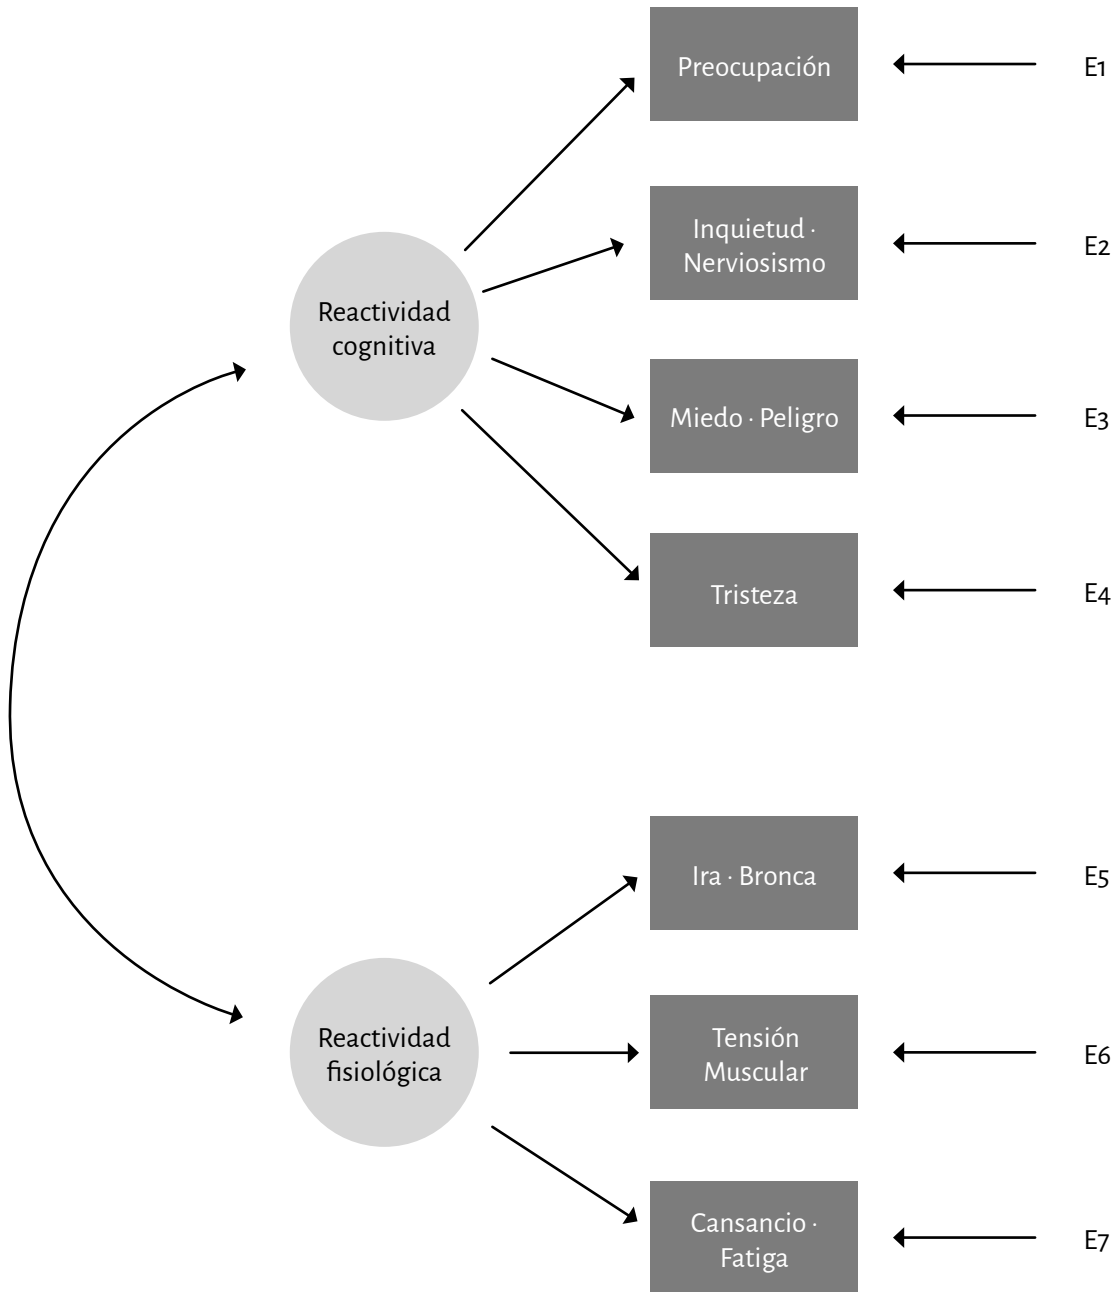 Preocupación
E1
Inquietud ·
Nerviosismo
E2
Reactividad
cognitiva
Miedo · Peligro
E3
Tristeza
E4
Ira · Bronca
E5
Reactividad
fisiológica
Tensión
Muscular
E6
Cansancio ·
Fatiga
E7